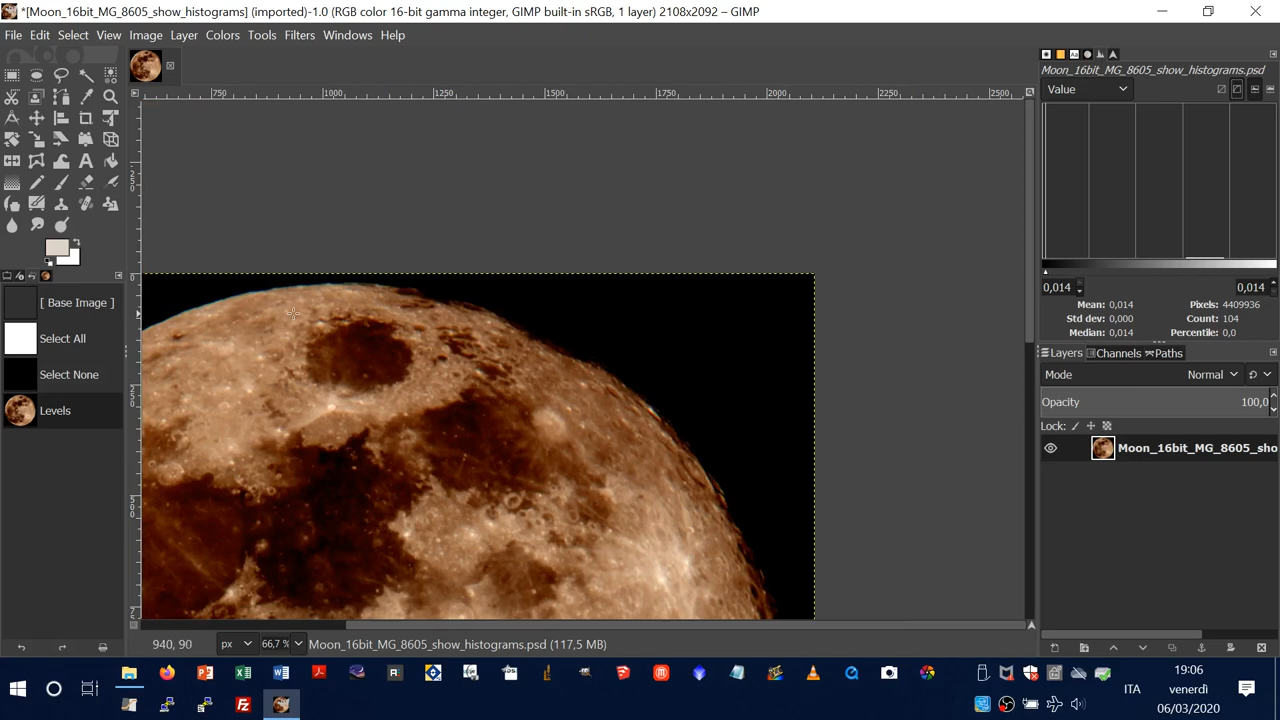 *[Moon_16bit_MG_8605_show_histograms] (imported)-1.0 (RGB color 16-bit gamma integer, GIMP built-in sRGB, 1 layer) 2108x2092 – GIMP
File Edit Select View Image Layer Colors Tools Filters Windows Help
Moon_16bit_MG_8605_show_histograms.psd
Value
750 1000 1250 1500 1750 2000 2250 2500
[ Base Image ]
Select All
Select None
Levels
0
250
500
0,014 0,014
Mean: 0,014 Pixels: 4409936
Std dev: 0,000 Count: 104
Median: 0,014 Percentile: 0,0
Layers Channels Paths
Mode Normal
Opacity 100,0
Lock:
Moon_16bit_MG_8605_sho
940, 90 px 66,7 % Moon_16bit_MG_8605_show_histograms.psd (117,5 MB)
19:06
ITA venerdì
06/03/2020